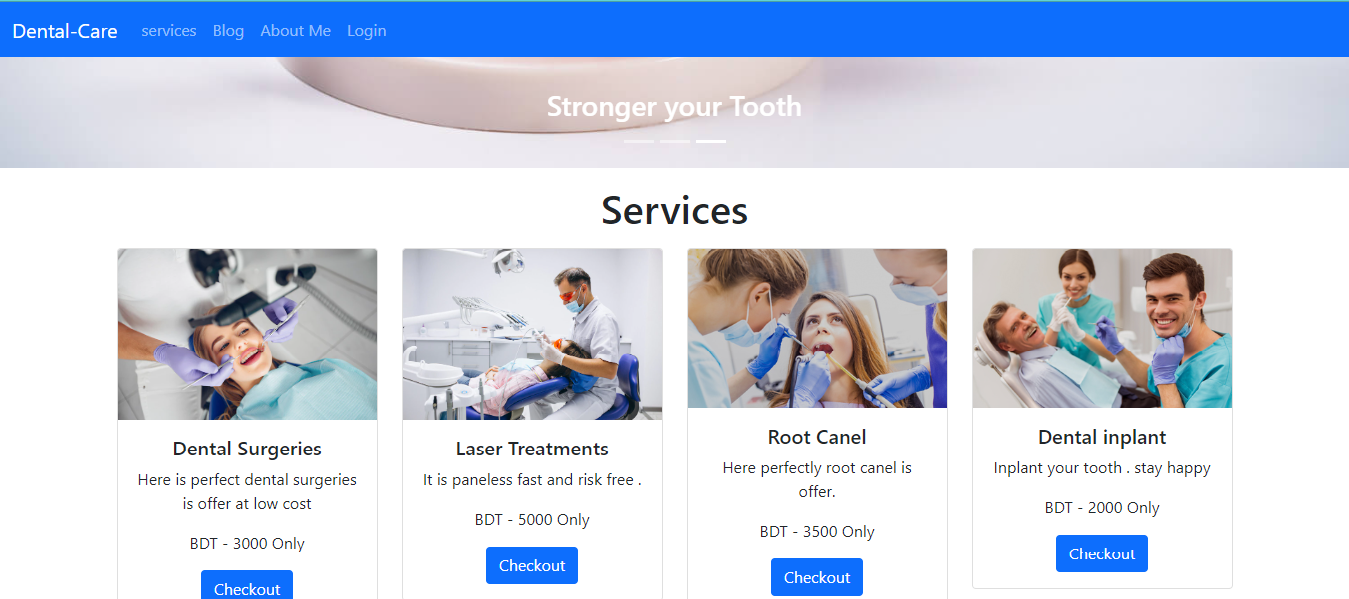 Dental-Care services Blog About Me Login
Stronger your Tooth
Services
Dental Surgeries
Here is perfect dental surgeries
is offer at low cost
BDT - 3000 Only
Checkout
Laser Treatments
It is paneless fast and risk free .
BDT - 5000 Only
Checkout
Root Canel
Here perfectly root canel is
offer.
BDT - 3500 Only
Checkout
Dental inplant
Inplant your tooth . stay happy
BDT - 2000 Only
Checkout